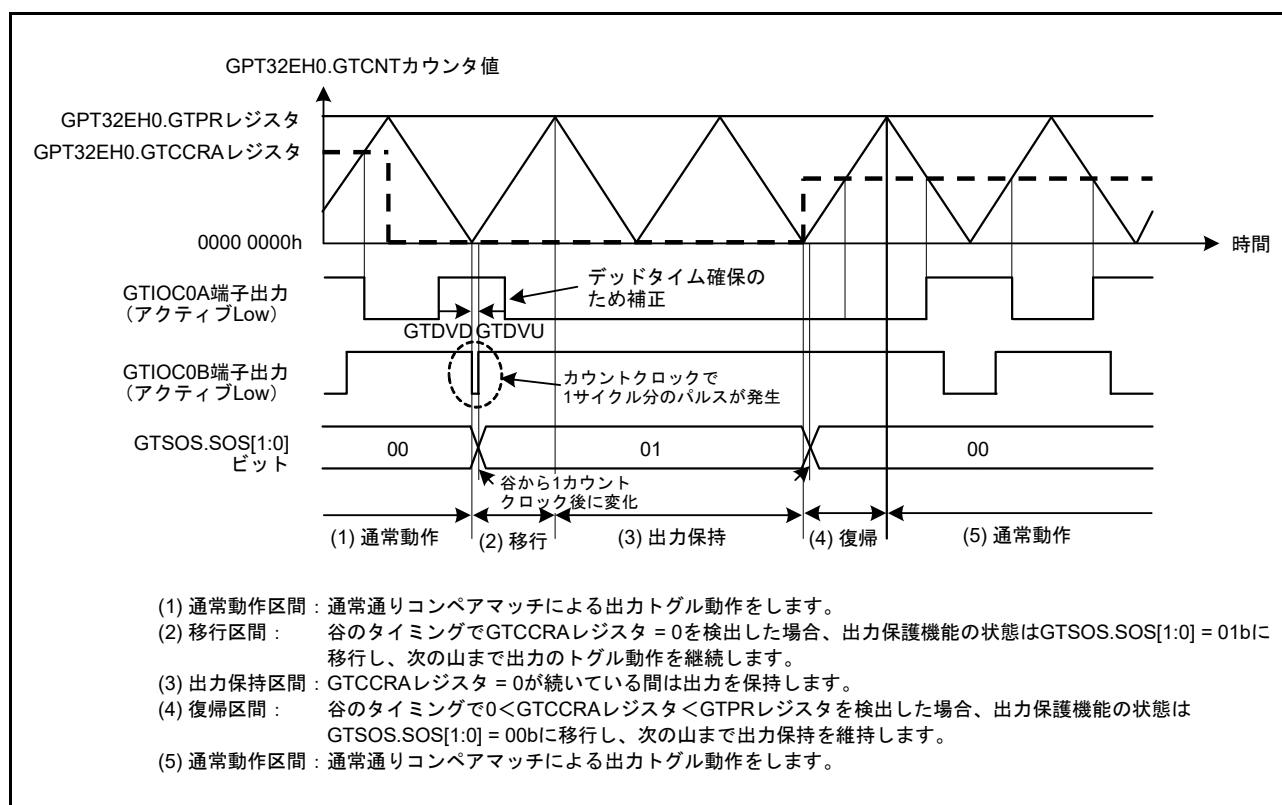 GPT32EH0.GTCNTカウンタ値
GPT32EH0.GTPRレジスタ
GPT32EH0.GTCCRAレジスタ
0000 0000h
時間
GTIOC0A端子出力
（アクティブLow）
デッドタイム確保の
ため補正
GTDVD
GTDVU
GTIOC0B端子出力
（アクティブLow）
カウントクロックで
1サイクル分のパルスが発生
GTSOS.SOS[1:0]
ビット
00
01
00
谷から1カウント
クロック後に変化
(1) 通常動作
(2) 移行
(3) 出力保持
(4) 復帰
(5) 通常動作
(1) 通常動作区間：通常通りコンペアマッチによる出力トグル動作をします。
(2) 移行区間： 谷のタイミングでGTCCRAレジスタ = 0を検出した場合、出力保護機能の状態はGTSOS.SOS[1:0] = 01bに
移行し、次の山まで出力のトグル動作を継続します。
(3) 出力保持区間：GTCCRAレジスタ = 0が続いている間は出力を保持します。
(4) 復帰区間： 谷のタイミングで0＜GTCCRAレジスタ＜GTPRレジスタを検出した場合、出力保護機能の状態は
GTSOS.SOS[1:0] = 00bに移行し、次の山まで出力保持を維持します。
(5) 通常動作区間：通常通りコンペアマッチによる出力トグル動作をします。